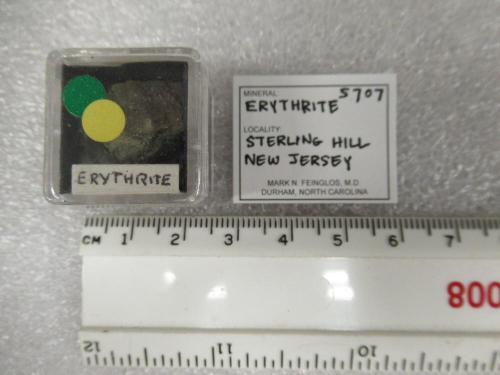 ERYTHRITE
MINERAL 5707
ERYTHRITE
LOCALITY:
STERLING HILL
NEW JERSEY
MARK N. FEINGLOS, M.D.
DURHAM, NORTH CAROLINA
CM 1 2 3 4 5 6 7
008
12 11 10